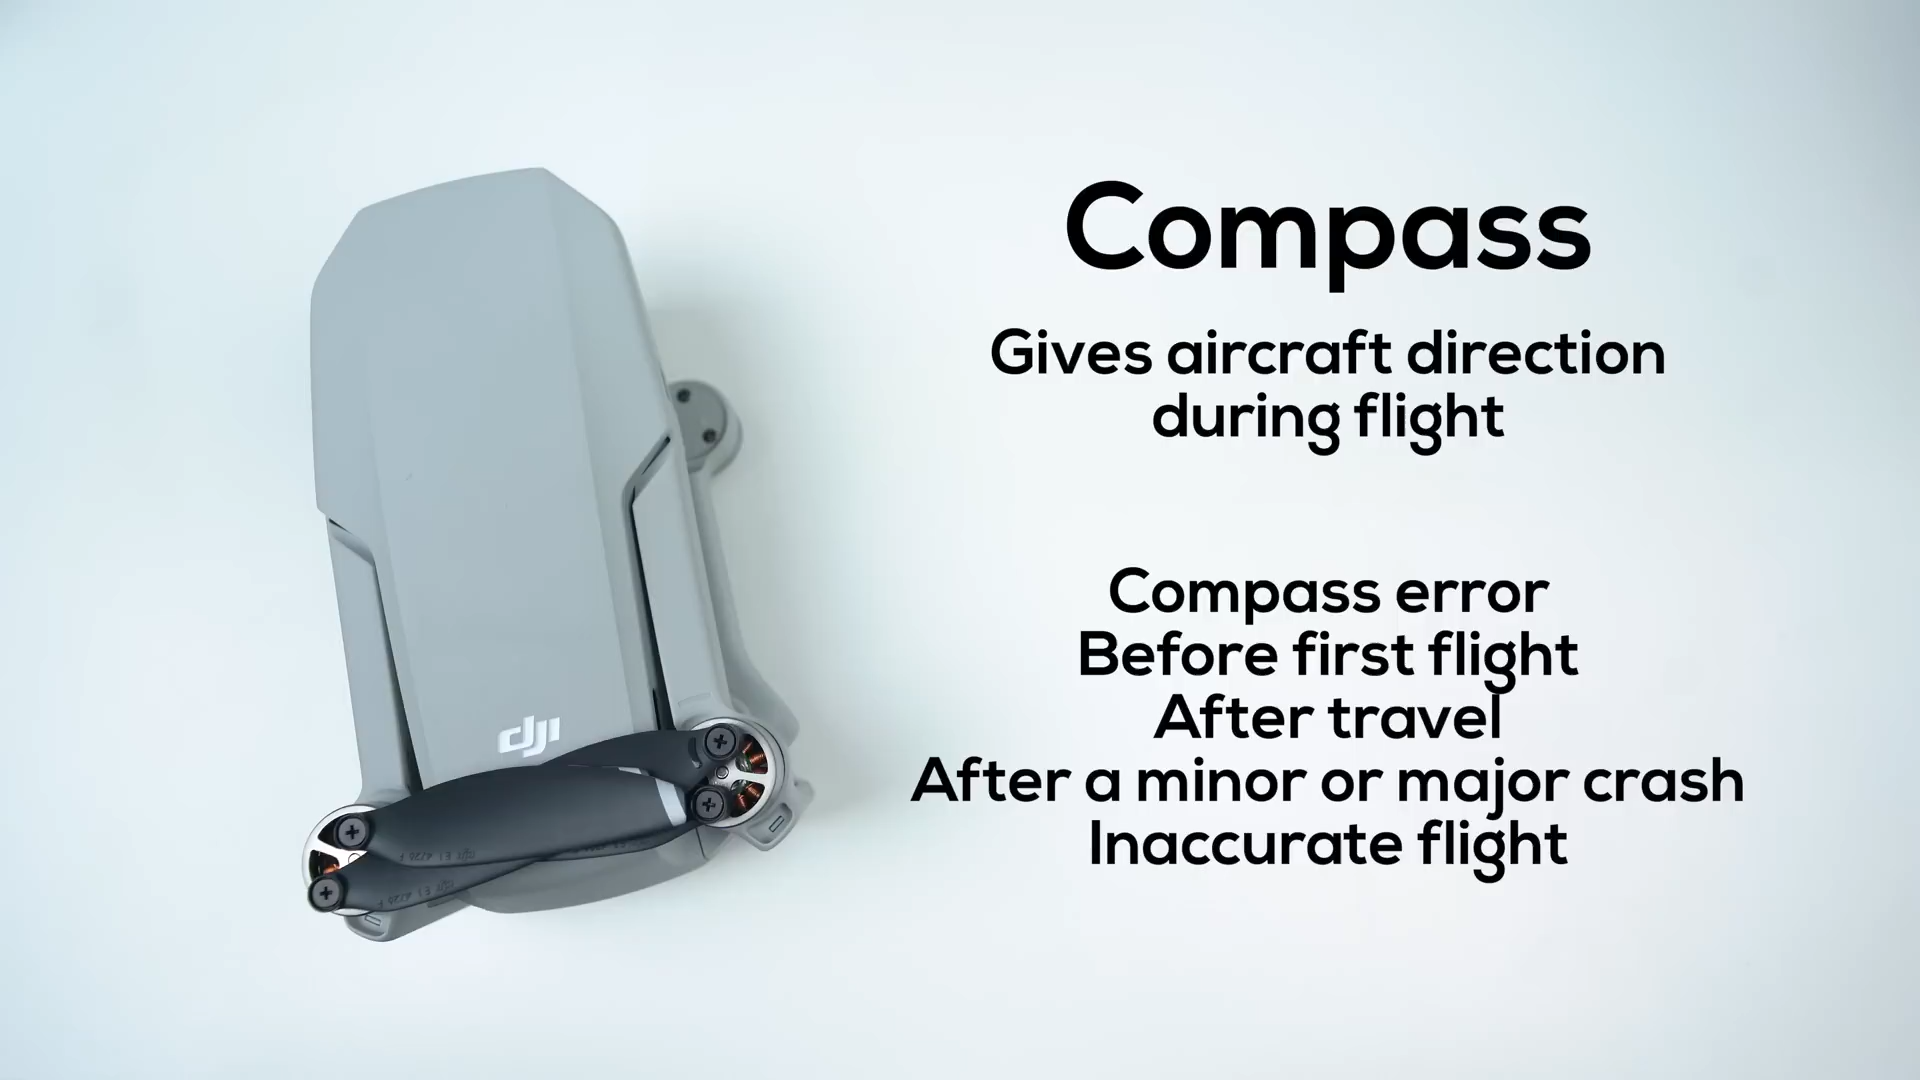 Compass
Gives aircraft direction
during flight
Compass error
Before first flight
After travel
After a minor or major crash
Inaccurate flight
dji